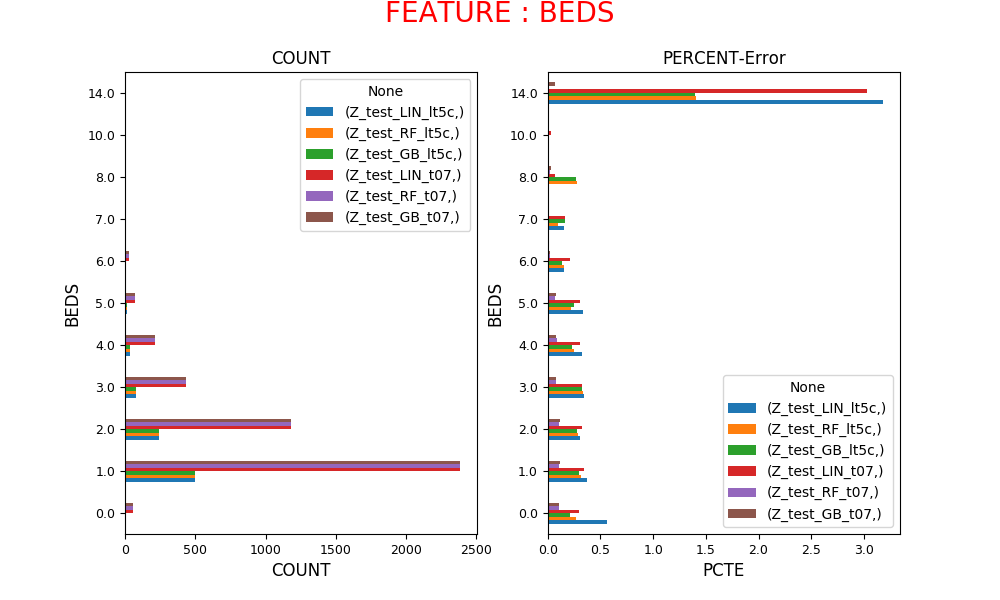 FEATURE : BEDS
COUNT
BEDS
14.0
10.0
8.0
7.0
6.0
5.0
4.0
3.0
2.0
1.0
0.0
None
(Z_test_LIN_lt5c,)
(Z_test_RF_lt5c,)
(Z_test_GB_lt5c,)
(Z_test_LIN_t07,)
(Z_test_RF_t07,)
(Z_test_GB_t07,)
0 500 1000 1500 2000 2500
COUNT
PERCENT-Error
BEDS
14.0
10.0
8.0
7.0
6.0
5.0
4.0
3.0
2.0
1.0
0.0
None
(Z_test_LIN_lt5c,)
(Z_test_RF_lt5c,)
(Z_test_GB_lt5c,)
(Z_test_LIN_t07,)
(Z_test_RF_t07,)
(Z_test_GB_t07,)
0.0 0.5 1.0 1.5 2.0 2.5 3.0
PCTE